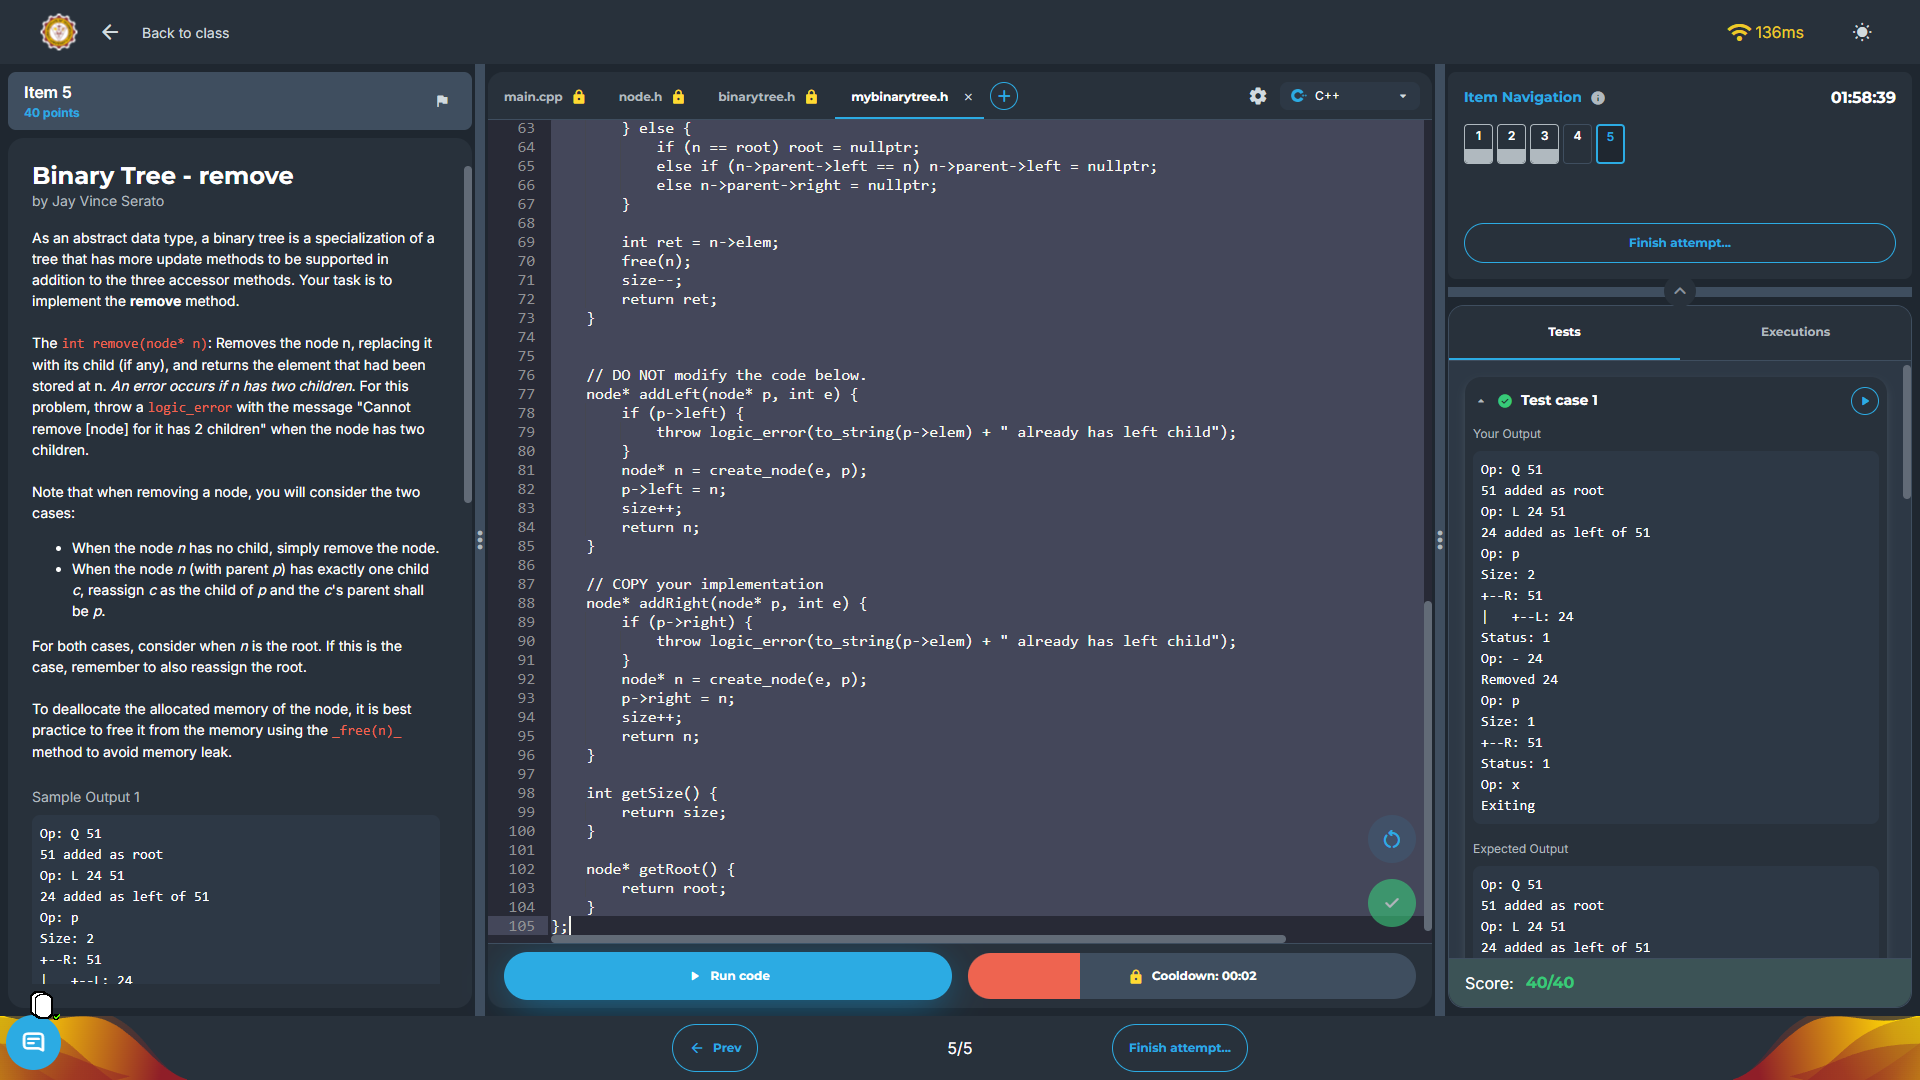 Back to class
136ms
Item 5
40 points
Binary Tree - remove
by Jay Vince Serato
As an abstract data type, a binary tree is a specialization of a
tree that has more update methods to be supported in
addition to the three accessor methods. Your task is to
implement the remove method.
The int remove(node* n): Removes the node n, replacing it
with its child (if any), and returns the element that had been
stored at n. An error occurs if n has two children. For this
problem, throw a logic_error with the message "Cannot
remove [node] for it has 2 children" when the node has two
children.
Note that when removing a node, you will consider the two
cases:
• When the node n has no child, simply remove the node.
• When the node n (with parent p) has exactly one child
c, reassign c as the child of p and the c's parent shall
be p.
For both cases, consider when n is the root. If this is the
case, remember to also reassign the root.
To deallocate the allocated memory of the node, it is best
practice to free it from the memory using the _free(n)_
method to avoid memory leak.
Sample Output 1
Op: Q 51
51 added as root
Op: L 24 51
24 added as left of 51
Op: p
Size: 2
+--R: 51
|   +--L: 24
main.cpp
node.h
binarytree.h
mybinarytree.h ×
C++
63         } else {
64             if (n == root) root = nullptr;
65             else if (n->parent->left == n) n->parent->left = nullptr;
66             else n->parent->right = nullptr;
67         }
68
69         int ret = n->elem;
70         free(n);
71         size--;
72         return ret;
73     }
74
75
76     // DO NOT modify the code below.
77     node* addLeft(node* p, int e) {
78         if (p->left) {
79             throw logic_error(to_string(p->elem) + " already has left child");
80         }
81         node* n = create_node(e, p);
82         p->left = n;
83         size++;
84         return n;
85     }
86
87     // COPY your implementation
88     node* addRight(node* p, int e) {
89         if (p->right) {
90             throw logic_error(to_string(p->elem) + " already has left child");
91         }
92         node* n = create_node(e, p);
93         p->right = n;
94         size++;
95         return n;
96     }
97
98     int getSize() {
99         return size;
100     }
101
102     node* getRoot() {
103         return root;
104     }
105 };
Run code
Cooldown: 00:02
Prev
5/5
Finish attempt...
Item Navigation
01:58:39
1 2 3 4 5
Finish attempt...
Tests
Executions
Test case 1
Your Output
Op: Q 51
51 added as root
Op: L 24 51
24 added as left of 51
Op: p
Size: 2
+--R: 51
|   +--L: 24
Status: 1
Op: - 24
Removed 24
Op: p
Size: 1
+--R: 51
Status: 1
Op: x
Exiting
Expected Output
Op: Q 51
51 added as root
Op: L 24 51
24 added as left of 51
Score: 40/40